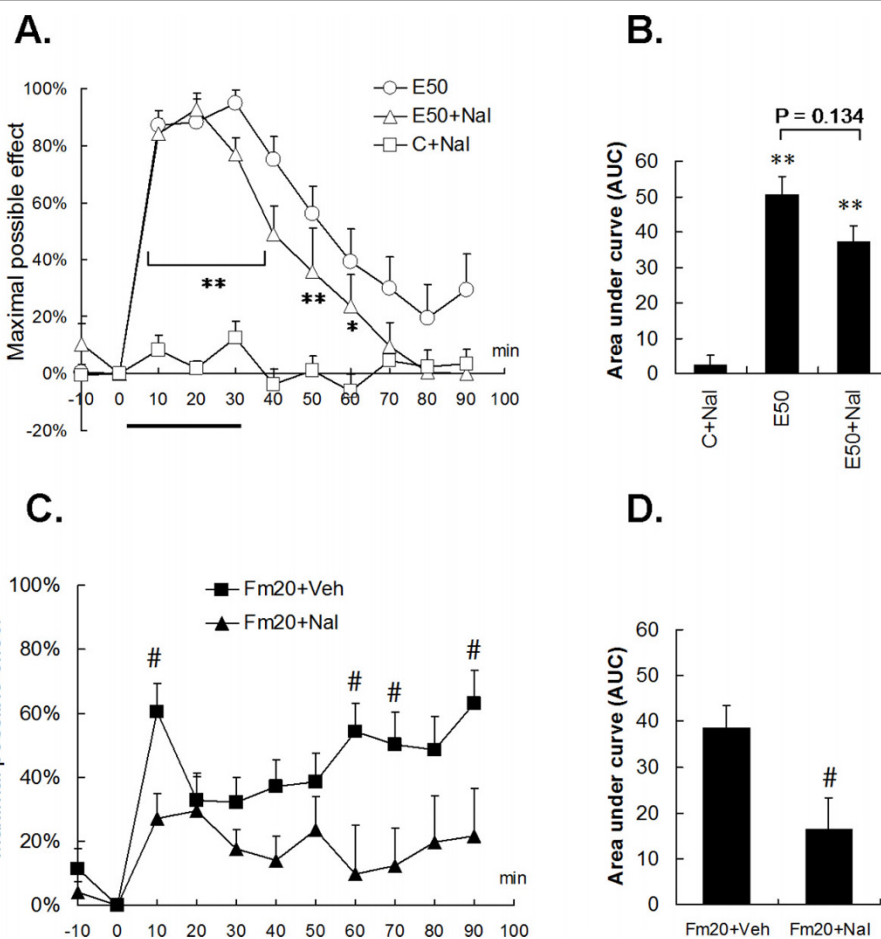 A.
100%
80%
60%
40%
20%
0%
-20%
Maximal possible effect
E50
E50+Nal
C+Nal
**
**
*
min
-10 0 10 20 30 40 50 60 70 80 90 100
B.
P = 0.134
60
50
40
30
20
10
0
Area under curve (AUC)
**
**
C+Nal
E50
E50+Nal
C.
100%
80%
60%
40%
20%
0%
Fm20+Veh
Fm20+Nal
#
#
#
#
min
-10 0 10 20 30 40 50 60 70 80 90 100
D.
60
50
40
30
20
10
0
Area under curve (AUC)
#
Fm20+Veh Fm20+Nal